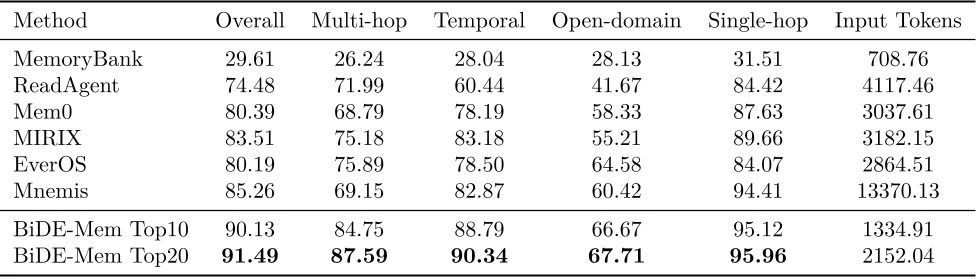 Method Overall Multi-hop Temporal Open-domain Single-hop Input Tokens
MemoryBank 29.61 26.24 28.04 28.13 31.51 708.76
ReadAgent 74.48 71.99 60.44 41.67 84.42 4117.46
Mem0 80.39 68.79 78.19 58.33 87.63 3037.61
MIRIX 83.51 75.18 83.18 55.21 89.66 3182.15
EverOS 80.19 75.89 78.50 64.58 84.07 2864.51
Mnemis 85.26 69.15 82.87 60.42 94.41 13370.13
BiDE-Mem Top10 90.13 84.75 88.79 66.67 95.12 1334.91
BiDE-Mem Top20 91.49 87.59 90.34 67.71 95.96 2152.04